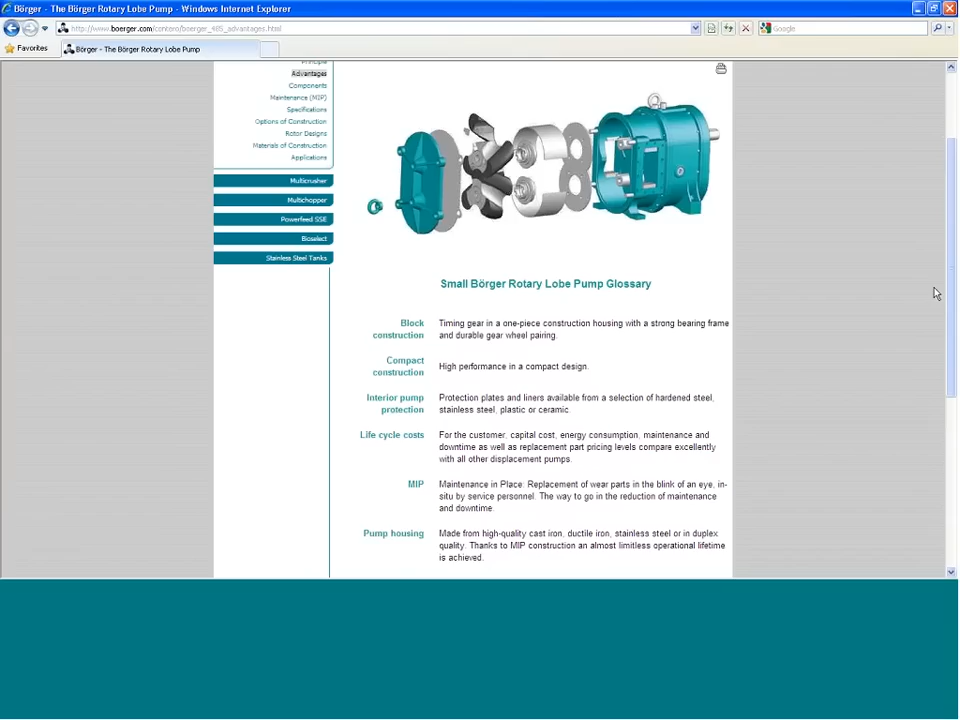 Börger - The Börger Rotary Lobe Pump - Windows Internet Explorer
http://www.boerger.com/contoro/boerger_485_advantages.html
Google
Favorites
Börger - The Börger Rotary Lobe Pump
Principle
Advantages
Components
Maintenance (MIP)
Specifications
Options of Construction
Rotor Designs
Materials of Construction
Applications
Multicrusher
Multichopper
Powerfeed SSE
Bioselect
Stainless Steel Tanks
Small Börger Rotary Lobe Pump Glossary
Block construction
Timing gear in a one-piece construction housing with a strong bearing frame
and durable gear wheel pairing.
Compact construction
High performance in a compact design.
Interior pump protection
Protection plates and liners available from a selection of hardened steel,
stainless steel, plastic or ceramic.
Life cycle costs
For the customer, capital cost, energy consumption, maintenance and
downtime as well as replacement part pricing levels compare excellently
with all other displacement pumps.
MIP
Maintenance in Place: Replacement of wear parts in the blink of an eye, in-
situ by service personnel. The way to go in the reduction of maintenance
and downtime.
Pump housing
Made from high-quality cast iron, ductile iron, stainless steel or in duplex
quality. Thanks to MIP construction an almost limitless operational lifetime
is achieved.